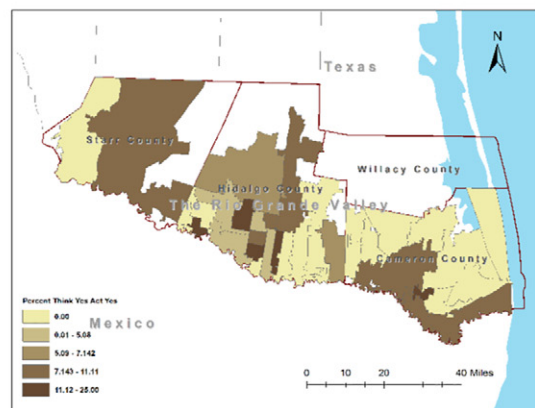 N
Texas
Starr County
Willacy County
Hidalgo County
The Rio Grande Valley
Cameron County
Percent Think Yes Act Yes
0.00
0.01 - 5.08
5.09 - 7.142
7.143 - 11.11
11.12 - 25.00
Mexico
0 10 20 40 Miles